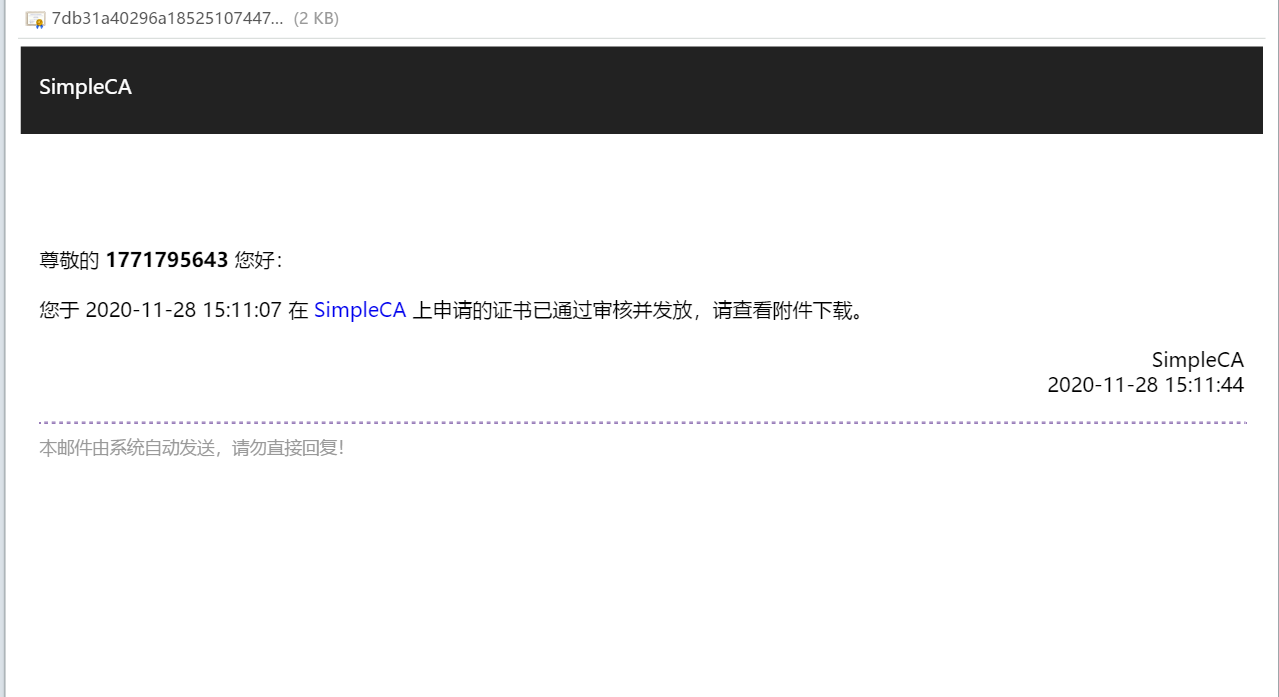 7db31a40296a18525107447... (2 KB)
SimpleCA
尊敬的 1771795643 您好：
您于 2020-11-28 15:11:07 在 SimpleCA 上申请的证书已通过审核并发放，请查看附件下载。
SimpleCA
2020-11-28 15:11:44
本邮件由系统自动发送，请勿直接回复！